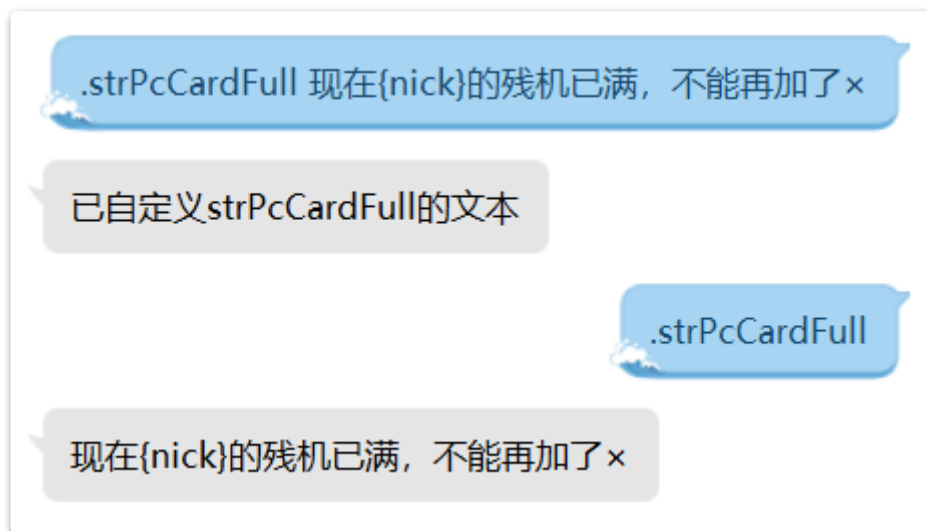 .strPcCardFull 现在{nick}的残机已满，不能再加了×
已自定义strPcCardFull的文本
.strPcCardFull
现在{nick}的残机已满，不能再加了×